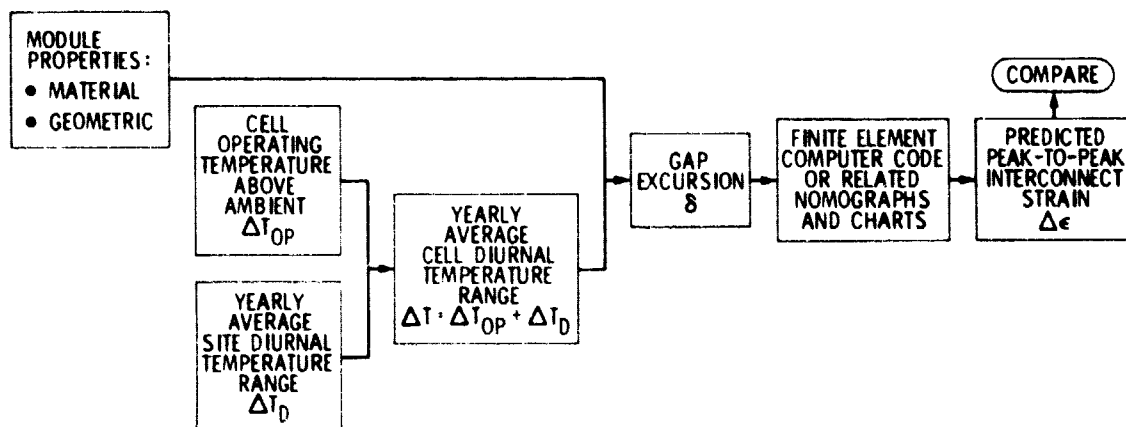 MODULE
PROPERTIES:
● MATERIAL
● GEOMETRIC
CELL
OPERATING
TEMPERATURE
ABOVE
AMBIENT
ΔT_OP
YEARLY
AVERAGE
SITE DIURNAL
TEMPERATURE
RANGE
ΔT_D
YEARLY
AVERAGE
CELL DIURNAL
TEMPERATURE
RANGE
ΔT = ΔT_OP + ΔT_D
GAP
EXCURSION
δ
FINITE ELEMENT
COMPUTER CODE
OR RELATED
NOMOGRAPHS
AND CHARTS
COMPARE
PREDICTED
PEAK-TO-PEAK
INTERCONNECT
STRAIN
Δϵ